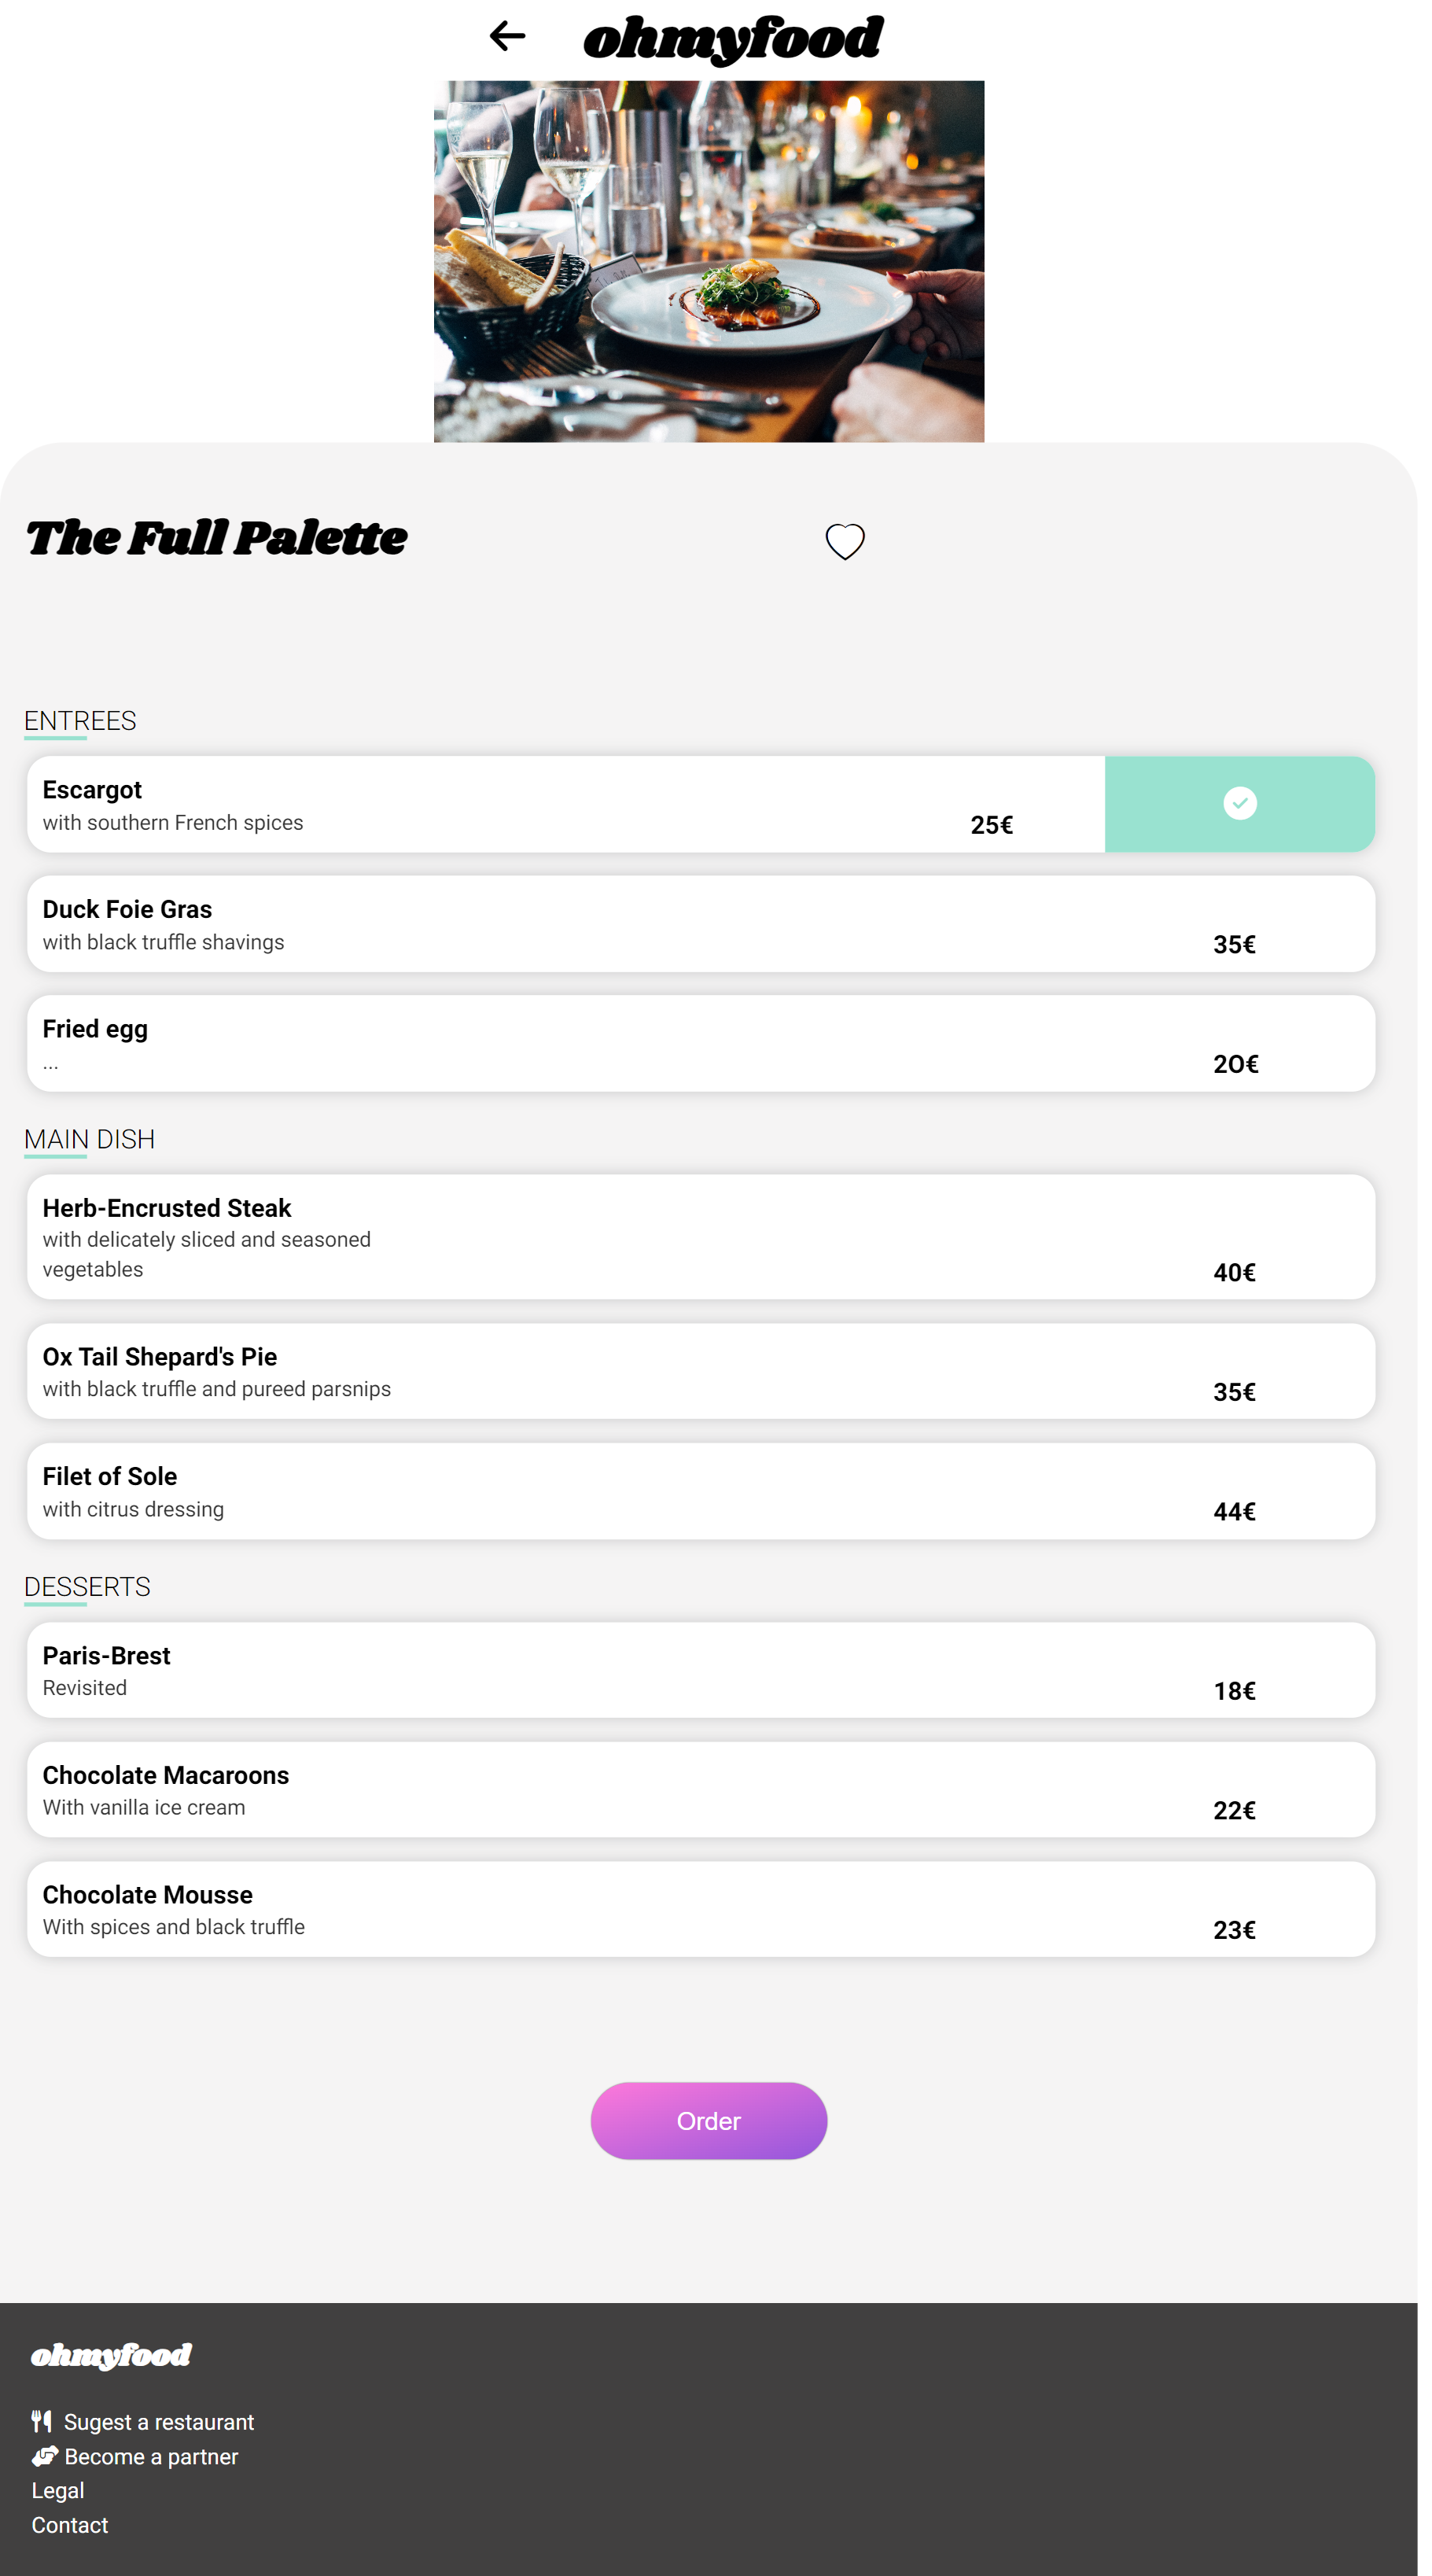 ohmyfood
The Full Palette
ENTREES
Escargot
with southern French spices
25€
Duck Foie Gras
with black truffle shavings
35€
Fried egg
...
2O€
MAIN DISH
Herb-Encrusted Steak
with delicately sliced and seasoned
vegetables
40€
Ox Tail Shepard's Pie
with black truffle and pureed parsnips
35€
Filet of Sole
with citrus dressing
44€
DESSERTS
Paris-Brest
Revisited
18€
Chocolate Macaroons
With vanilla ice cream
22€
Chocolate Mousse
With spices and black truffle
23€
Order
ohmyfood
Sugest a restaurant
Become a partner
Legal
Contact